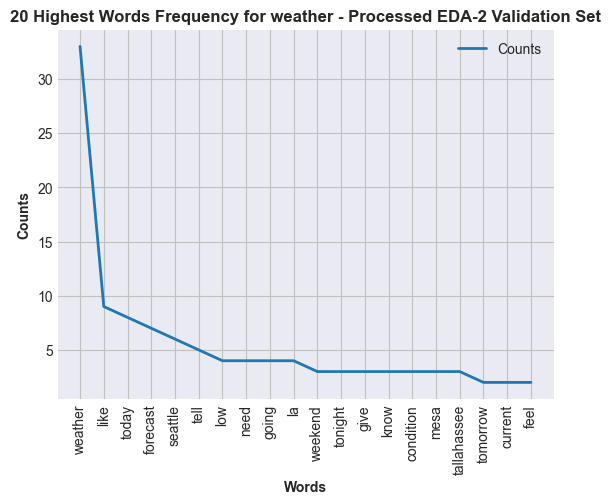 20 Highest Words Frequency for weather - Processed EDA-2 Validation Set
Counts
30
25
20
15
10
5
Counts
weather
like
today
forecast
seattle
tell
low
need
going
la
weekend
tonight
give
know
condition
mesa
tallahassee
tomorrow
current
feel
Words